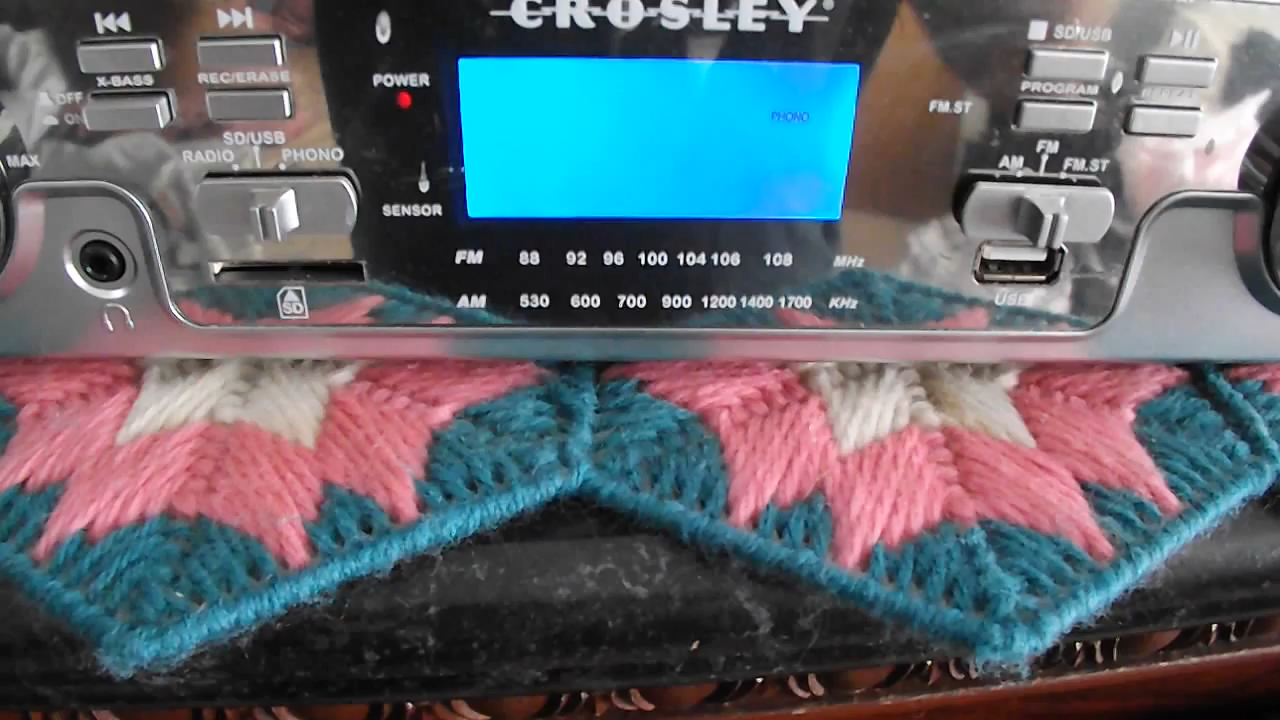 CROSLEY
X-BASS
REC/ERASE
OFF
ON
SD/USB
RADIO
PHONO
MAX
POWER
SENSOR
PHONO
SD/USB
PROGRAM
REPEAT
FM.ST
FM
AM
FM.ST
FM 88 92 96 100 104 106 108 MHz
AM 530 600 700 900 1200 1400 1700 KHz
SD
USB